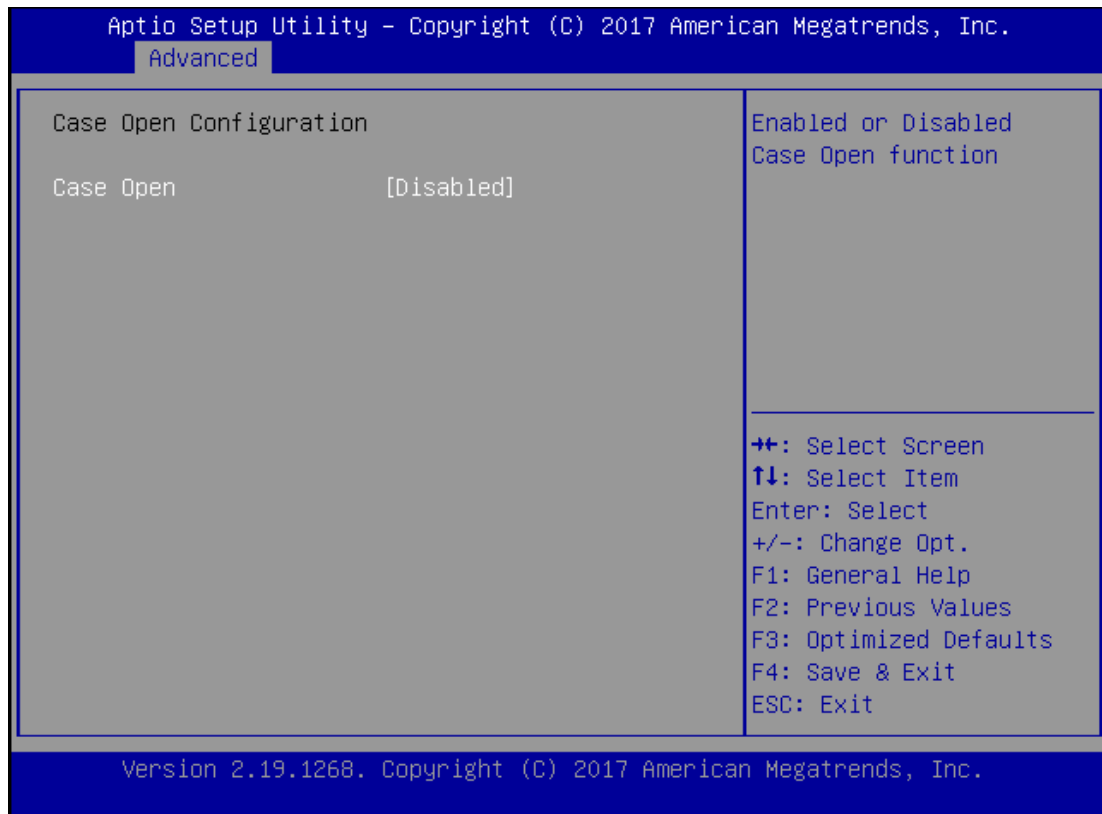 Aptio Setup Utility – Copyright (C) 2017 American Megatrends, Inc.
Advanced
Case Open Configuration
Case Open [Disabled]
Enabled or Disabled
Case Open function
→←: Select Screen
↑↓: Select Item
Enter: Select
+/-: Change Opt.
F1: General Help
F2: Previous Values
F3: Optimized Defaults
F4: Save & Exit
ESC: Exit
Version 2.19.1268. Copyright (C) 2017 American Megatrends, Inc.